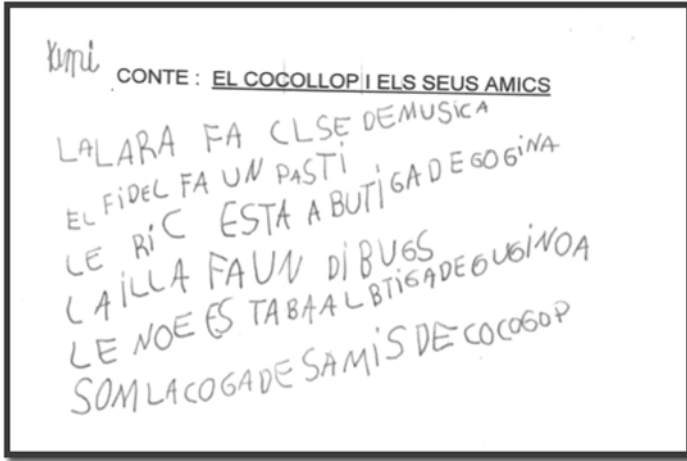 Ximi
CONTE : EL COCOLLOP I ELS SEUS AMICS
LALARA FA CLSE DEMUSICA
EL FIDEL FA UN PASTI
LE RIC ESTA A BUTIGADEGOGINA
LAILLA FAUN DIBUGS
LE NOE ES TABAALBTIGADEGUGINOA
SOMLACOGADESAMISDECOCOGOP